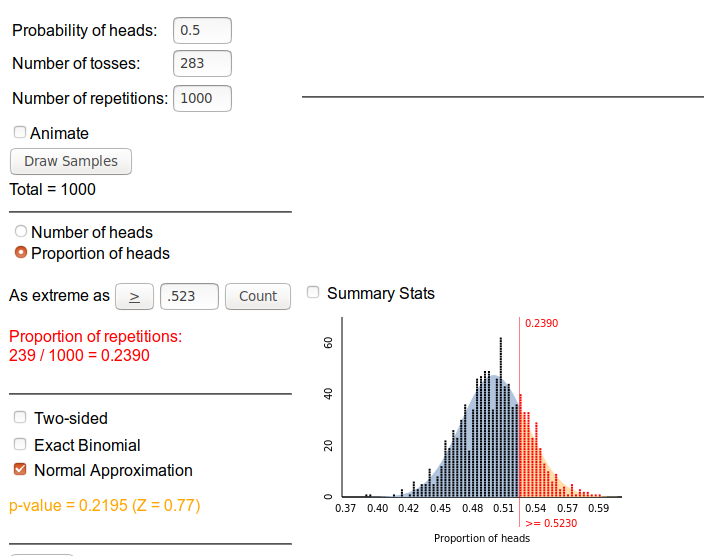 Probability of heads: 0.5
Number of tosses: 283
Number of repetitions: 1000
Animate
Draw Samples
Total = 1000
Number of heads
Proportion of heads
As extreme as ≥ .523 Count
Summary Stats
Proportion of repetitions:
239 / 1000 = 0.2390
Two-sided
Exact Binomial
Normal Approximation
p-value = 0.2195 (Z = 0.77)
0.2390
60
40
20
0
0.37 0.40 0.42 0.45 0.48 0.51 0.54 0.57 0.59
>= 0.5230
Proportion of heads